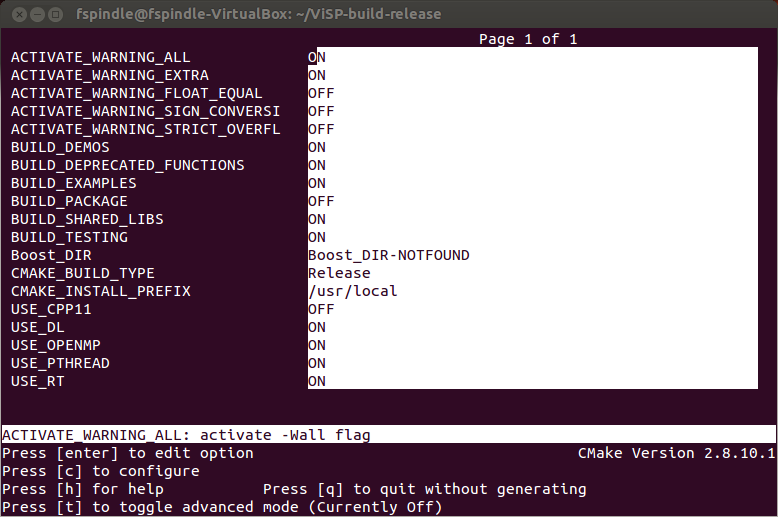 fspindle@fspindle-VirtualBox: ~/ViSP-build-release
Page 1 of 1
ACTIVATE_WARNING_ALL ON
ACTIVATE_WARNING_EXTRA ON
ACTIVATE_WARNING_FLOAT_EQUAL OFF
ACTIVATE_WARNING_SIGN_CONVERSI OFF
ACTIVATE_WARNING_STRICT_OVERFL OFF
BUILD_DEMOS ON
BUILD_DEPRECATED_FUNCTIONS ON
BUILD_EXAMPLES ON
BUILD_PACKAGE OFF
BUILD_SHARED_LIBS ON
BUILD_TESTING ON
Boost_DIR Boost_DIR-NOTFOUND
CMAKE_BUILD_TYPE Release
CMAKE_INSTALL_PREFIX /usr/local
USE_CPP11 OFF
USE_DL ON
USE_OPENMP ON
USE_PTHREAD ON
USE_RT ON
ACTIVATE_WARNING_ALL: activate -Wall flag
Press [enter] to edit option CMake Version 2.8.10.1
Press [c] to configure
Press [h] for help Press [q] to quit without generating
Press [t] to toggle advanced mode (Currently Off)